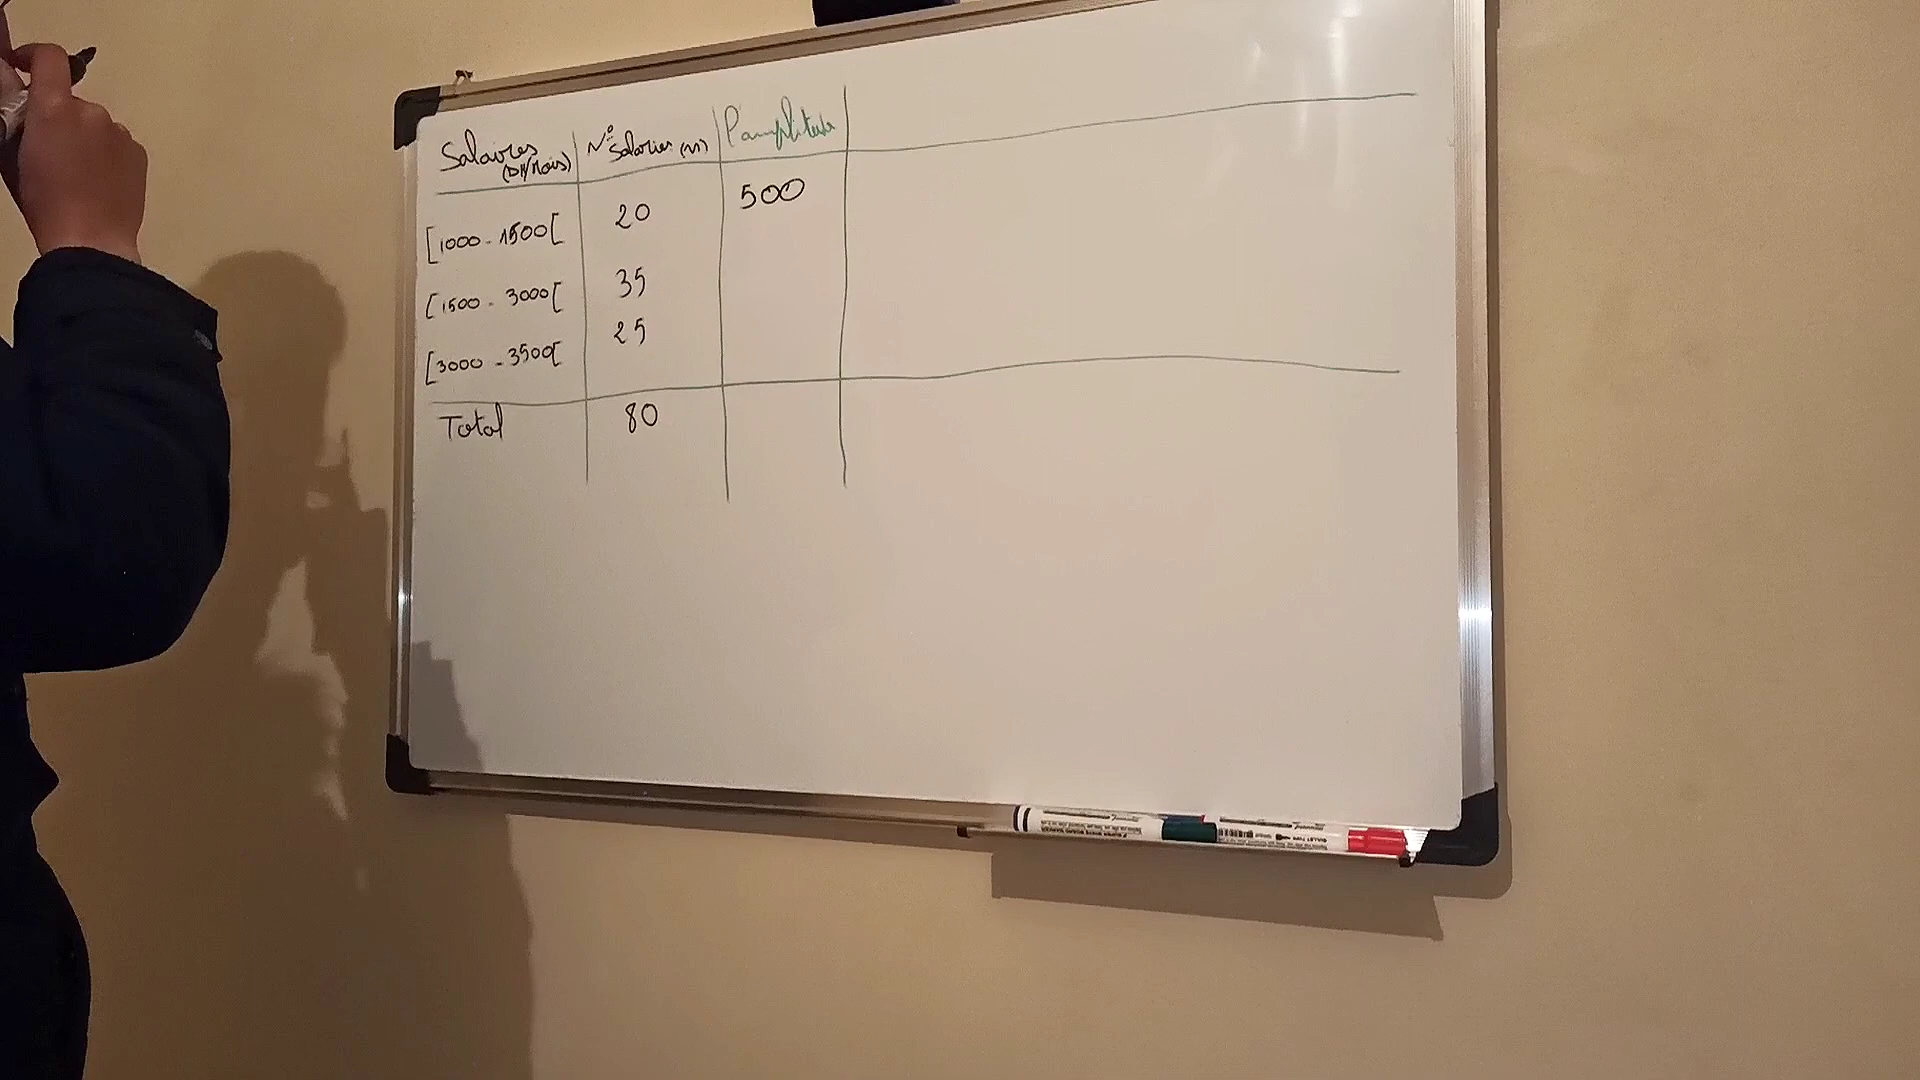 Salaires N° Salariés (ni) l'amplitude
(DH/Mois)
[1000 - 1500[ 20 500
[1500 - 3000[ 35
[3000 - 3500[ 25
Total 80